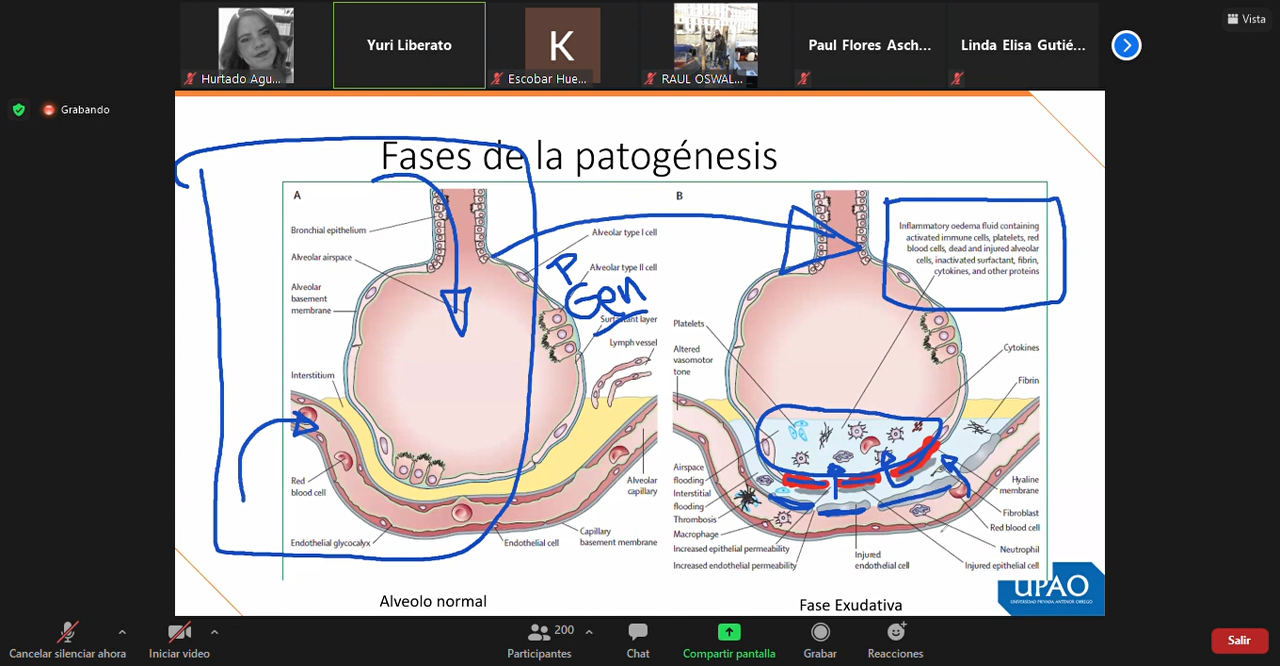 Vista
Hurtado Agu...
Yuri Liberato
K
Escobar Hue...
RAUL OSWAL...
Paul Flores Asch...
Linda Elisa Gutié...
Grabando
Fases de la patogénesis
A
Bronchial epithelium
Alveolar airspace
Alveolar
basement
membrane
Interstitium
Red
blood cell
Endothelial glycocalyx
Alveolar type I cell
Alveolar type II cell
P
Gen
Surfactant layer
Lymph vessel
Alveolar
capillary
Capillary
basement membrane
Endothelial cell
Alveolo normal
B
Inflammatory oedema fluid containing
activated immune cells, platelets, red
blood cells, dead and injured alveolar
cells, inactivated surfactant, fibrin,
cytokines, and other proteins
Platelets
Altered
vasomotor
tone
Cytokines
Fibrin
Airspace
flooding
Interstitial
flooding
Thrombosis
Macrophage
Increased epithelial permeability
Increased endothelial permeability
Injured
endothelial cell
Hyaline
membrane
Fibroblast
Red blood cell
Neutrophil
Injured epithelial cell
Fase Exudativa
UPAO
UNIVERSIDAD PRIVADA ANTENOR ORREGO
Cancelar silenciar ahora
Iniciar video
200
Participantes
Chat
Compartir pantalla
Grabar
Reacciones
Salir